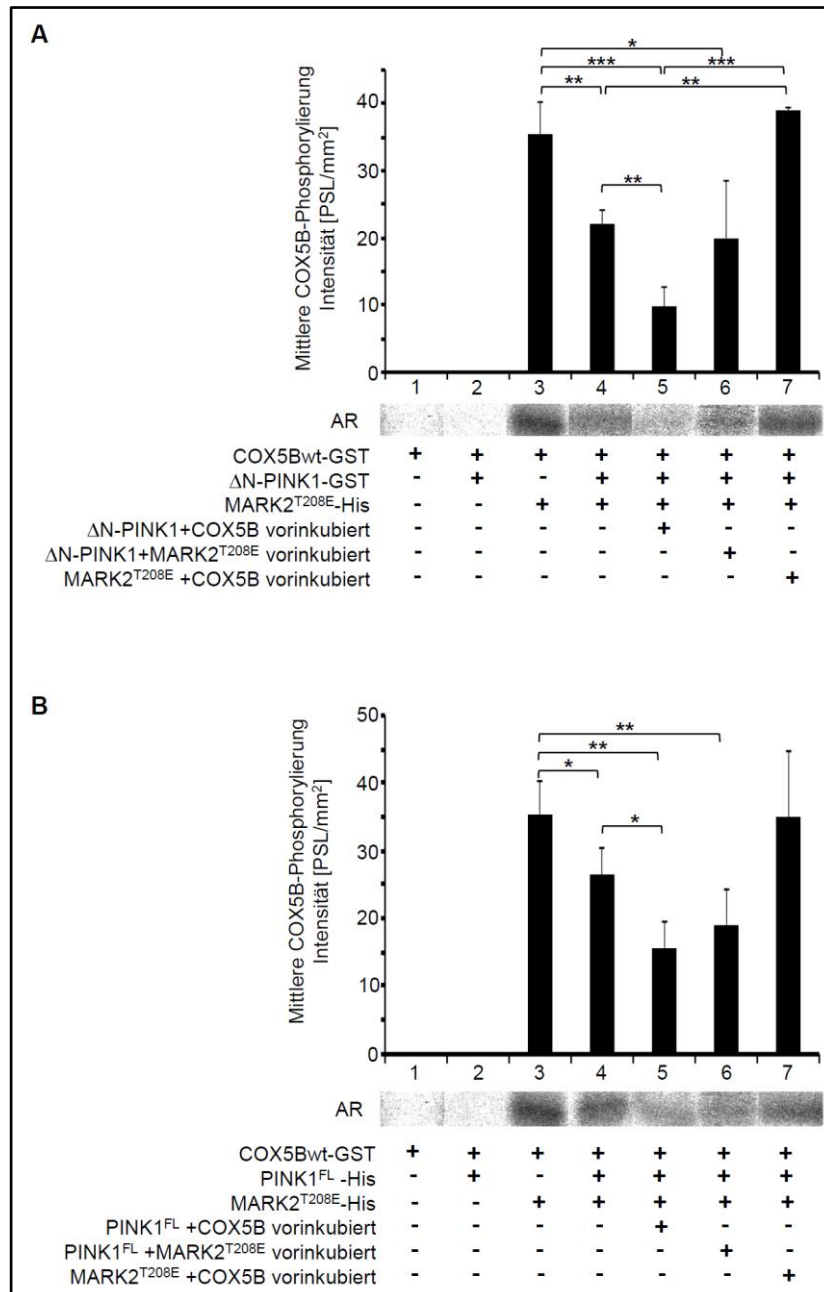 A
Mittlere COX5B-Phosphorylierung
Intensität [PSL/mm²]
*
*** ***
** **
**
40
30
20
10
0
1 2 3 4 5 6 7
AR
COX5Bwt-GST + + + + + + +
ΔN-PINK1-GST - + - + + + +
MARK2ᵀ²⁰⁸ᴱ-His - - + + + + +
ΔN-PINK1+COX5B vorinkubiert - - - - + - -
ΔN-PINK1+MARK2ᵀ²⁰⁸ᴱ vorinkubiert - - - - - + -
MARK2ᵀ²⁰⁸ᴱ +COX5B vorinkubiert - - - - - - +
B
Mittlere COX5B-Phosphorylierung
Intensität [PSL/mm²]
**
**
*
*
50
40
30
20
10
0
1 2 3 4 5 6 7
AR
COX5Bwt-GST + + + + + + +
PINK1ᶠᴸ -His - + - + + + +
MARK2ᵀ²⁰⁸ᴱ-His - - + + + + +
PINK1ᶠᴸ +COX5B vorinkubiert - - - - + - -
PINK1ᶠᴸ +MARK2ᵀ²⁰⁸ᴱ vorinkubiert - - - - - + -
MARK2ᵀ²⁰⁸ᴱ +COX5B vorinkubiert - - - - - - +